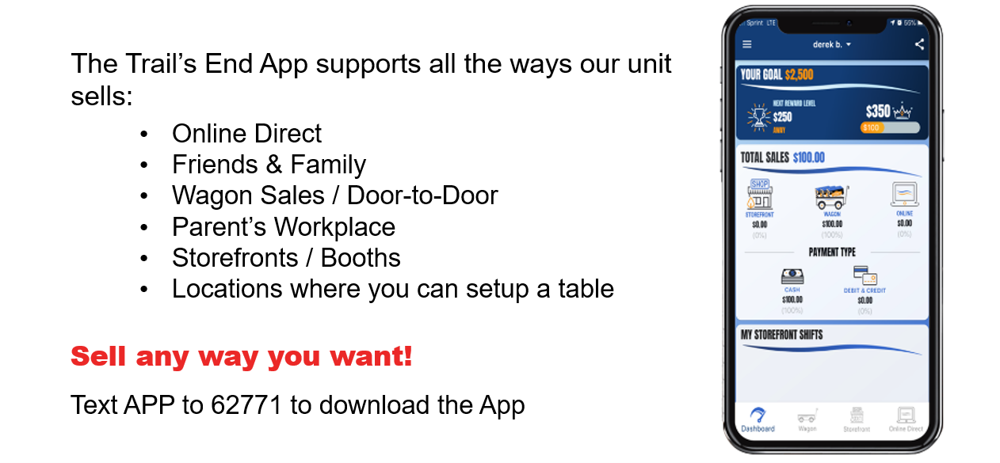 The Trail’s End App supports all the ways our unit
sells:
• Online Direct
• Friends & Family
• Wagon Sales / Door-to-Door
• Parent’s Workplace
• Storefronts / Booths
• Locations where you can setup a table
Sell any way you want!
Text APP to 62771 to download the App
Sprint LTE 56%
derek b.
YOUR GOAL $2,500
NEXT REWARD LEVEL
$250
AWAY
$350
$100
TOTAL SALES $100.00
SHOP
STOREFRONT WAGON ONLINE
$0.00 $100.00 $0.00
(0%) (100%) (0%)
PAYMENT TYPE
CASH DEBIT & CREDIT
$100.00 $0.00
(100%) (0%)
MY STOREFRONT SHIFTS
Dashboard Wagon Storefront Online Direct